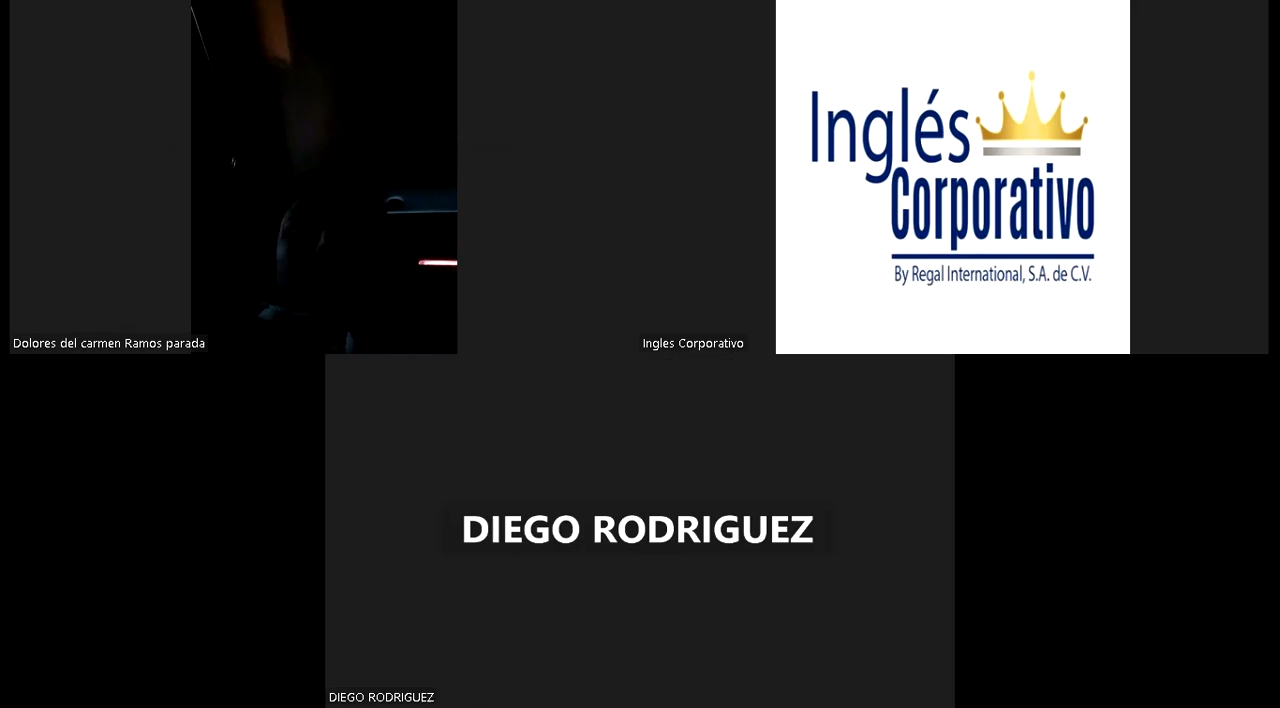 Inglés
Corporativo
By Regal International, S.A. de C.V.
Dolores del carmen Ramos parada
Ingles Corporativo
DIEGO RODRIGUEZ
DIEGO RODRIGUEZ